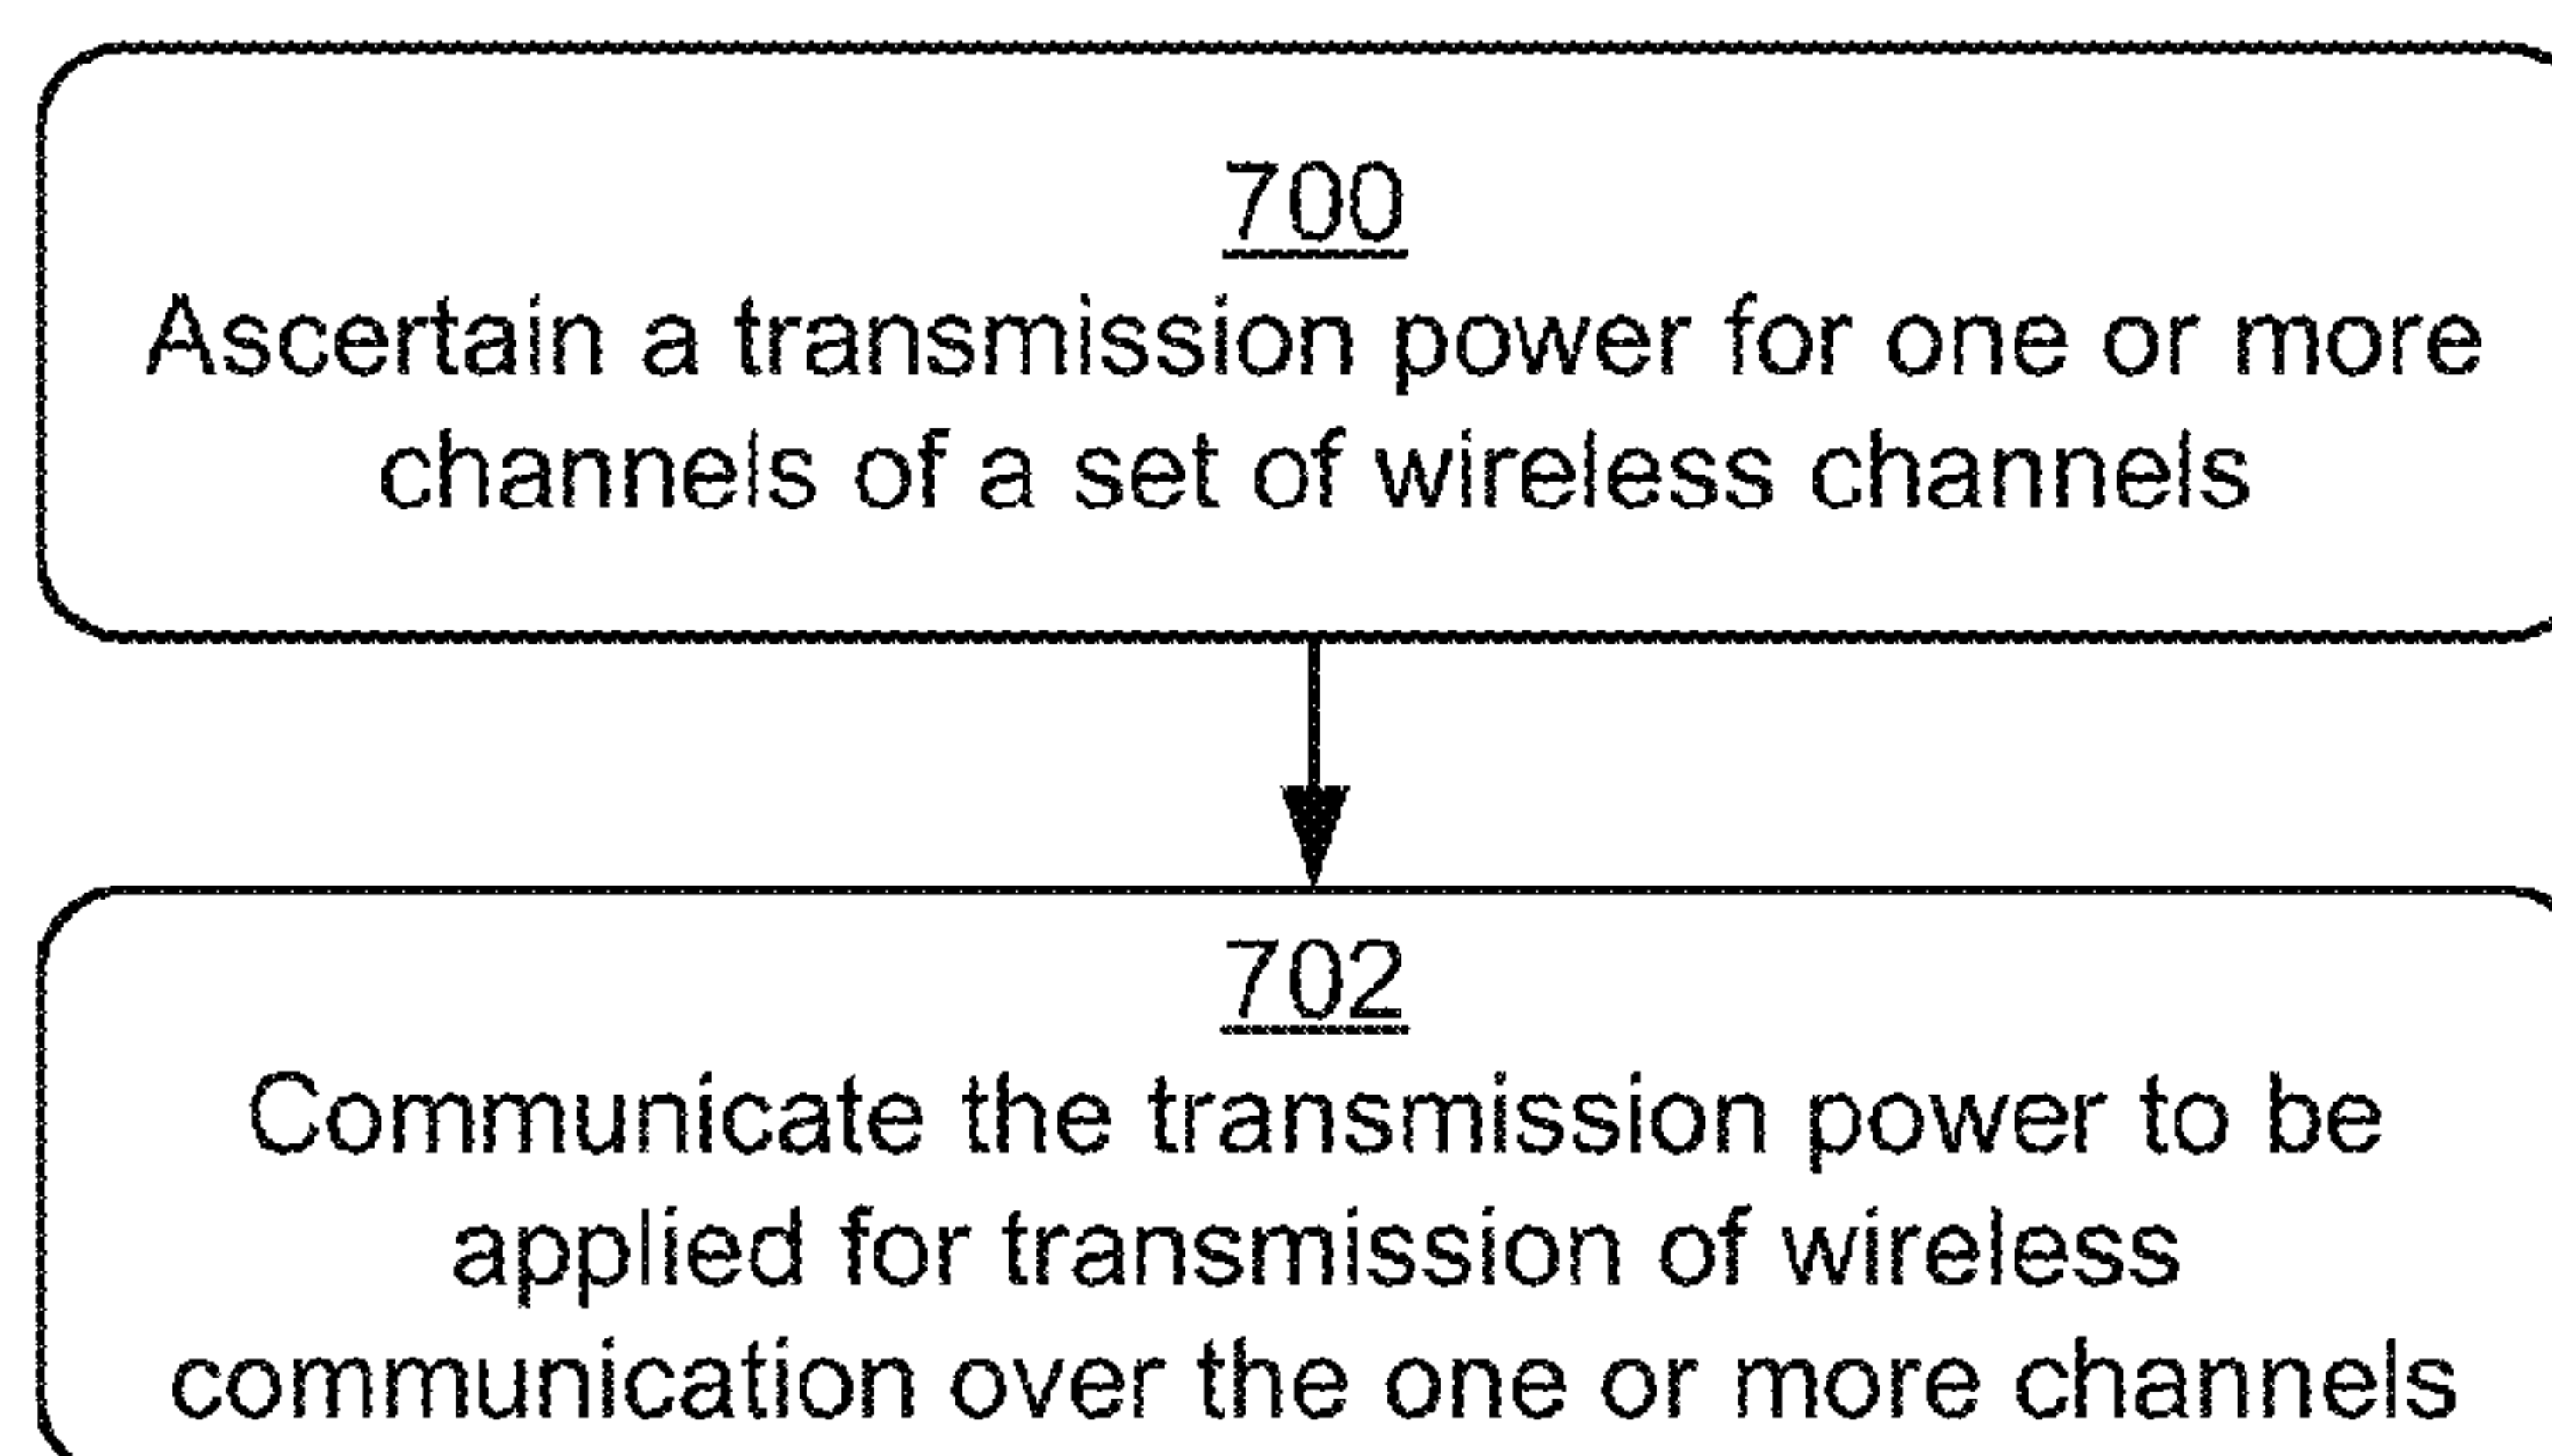 700
Ascertain a transmission power for one or more
channels of a set of wireless channels
702
Communicate the transmission power to be
applied for transmission of wireless
communication over the one or more channels